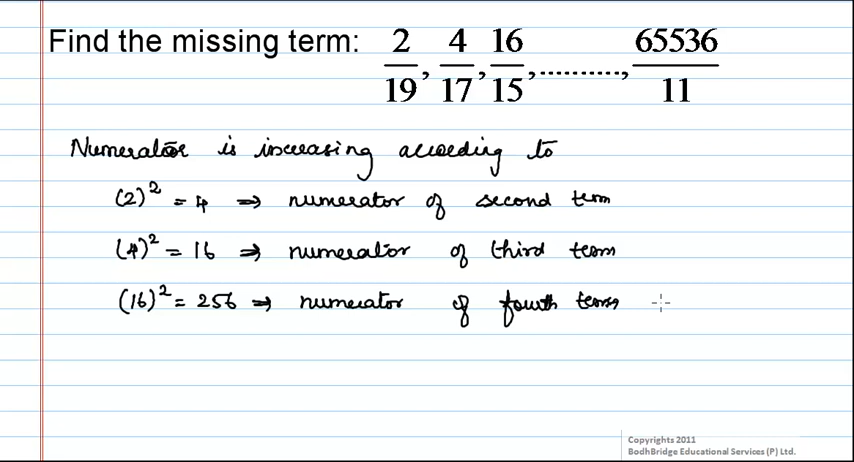 Find the missing term: 2/19, 4/17, 16/15, .........., 65536/11
Numerator is increasing according to
(2)² = 4 ⇒ numerator of second term
(4)² = 16 ⇒ numerator of third term
(16)² = 256 ⇒ numerator of fourth term
Copyrights 2011
BodhBridge Educational Services (P) Ltd.